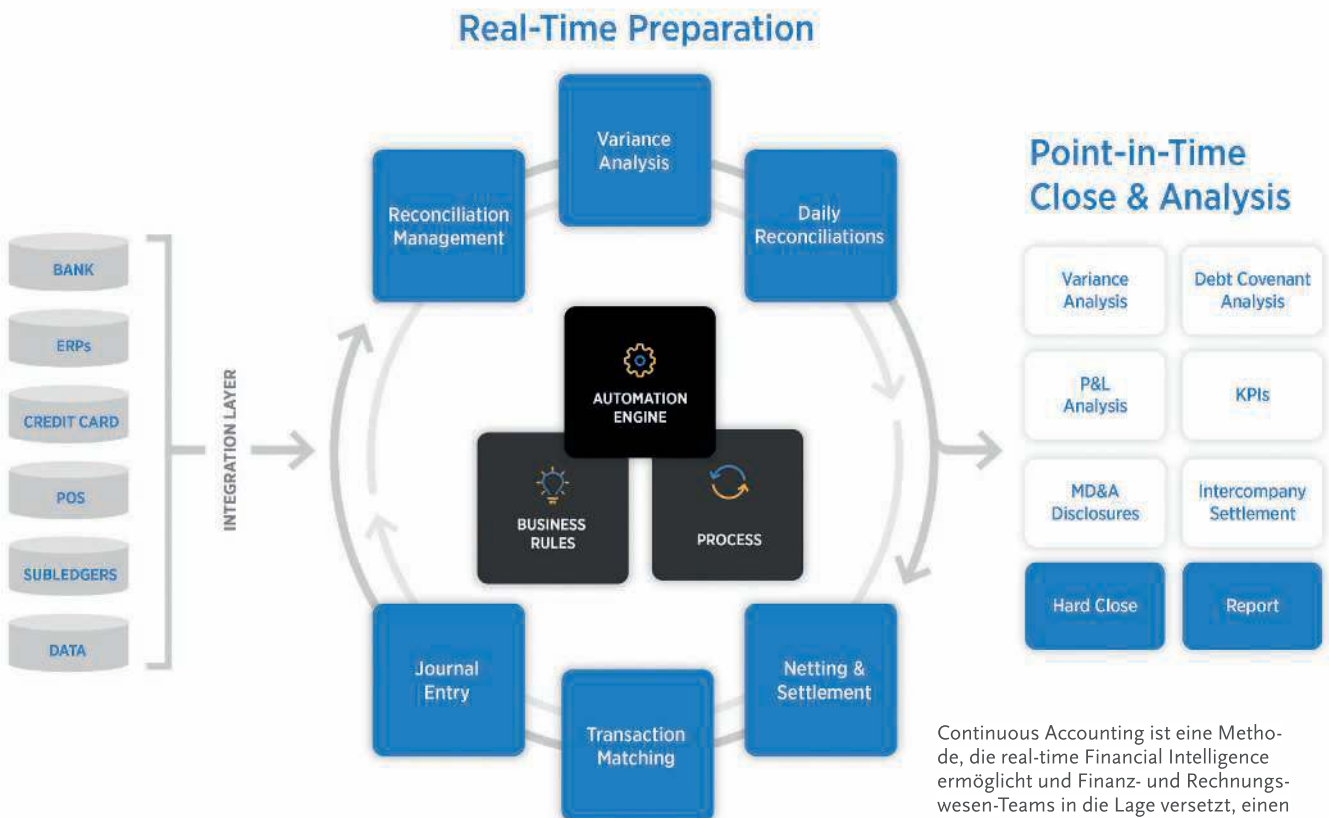 Real-Time Preparation
BANK
ERPs
CREDIT CARD
POS
SUBLEDGERS
DATA
INTEGRATION LAYER
Reconciliation
Management
Variance
Analysis
Daily
Reconciliations
AUTOMATION
ENGINE
BUSINESS
RULES
PROCESS
Journal
Entry
Transaction
Matching
Netting &
Settlement
Point-in-Time
Close & Analysis
Variance
Analysis
Debt Covenant
Analysis
P&L
Analysis
KPIs
MD&A
Disclosures
Intercompany
Settlement
Hard Close
Report
Continuous Accounting ist eine Metho-
de, die real-time Financial Intelligence
ermöglicht und Finanz- und Rechnungs-
wesen-Teams in die Lage versetzt, einen